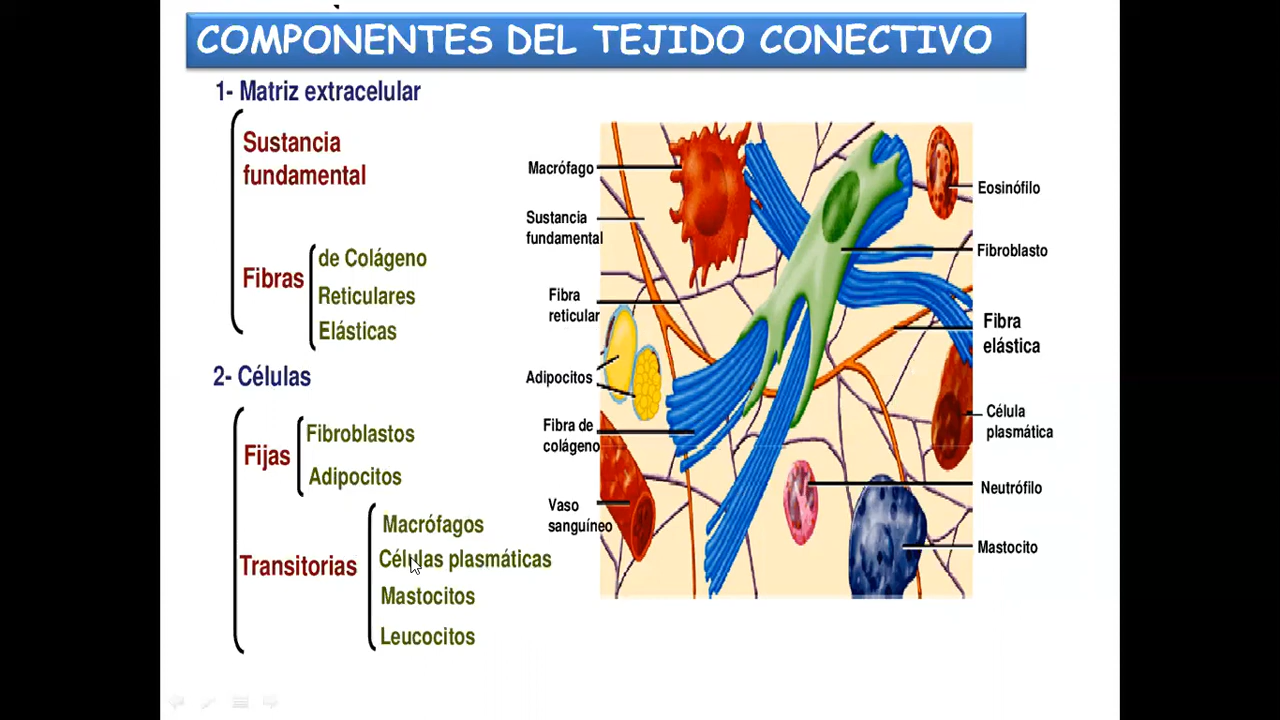 COMPONENTES DEL TEJIDO CONECTIVO
1- Matriz extracelular
Sustancia
fundamental
Fibras
de Colágeno
Reticulares
Elásticas
2- Células
Fijas
Fibroblastos
Adipocitos
Transitorias
Macrófagos
Células plasmáticas
Mastocitos
Leucocitos
Macrófago
Sustancia
fundamental
Fibra
reticular
Adipocitos
Fibra de
colágeno
Vaso
sanguíneo
Eosinófilo
Fibroblasto
Fibra
elástica
Célula
plasmática
Neutrófilo
Mastocito